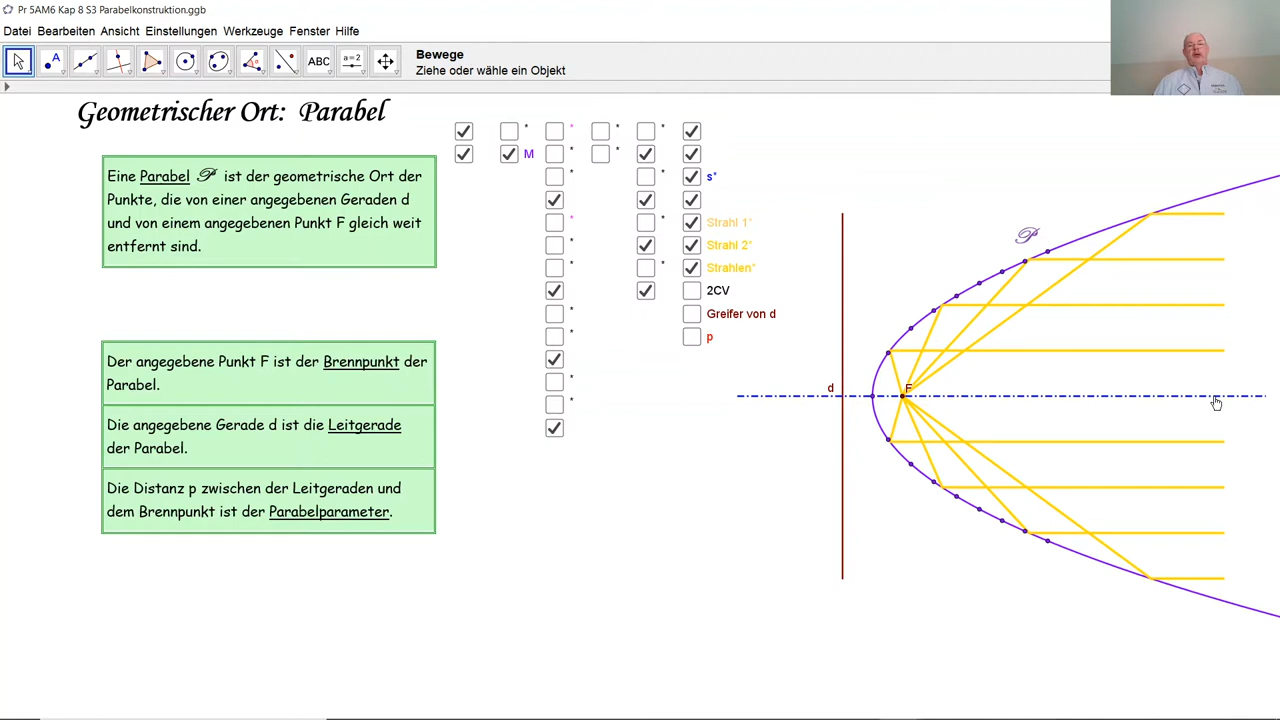 Pr 5AM6 Kap 8 S3 Parabelkonstruktion.ggb
Datei Bearbeiten Ansicht Einstellungen Werkzeuge Fenster Hilfe
A
ABC
a=2
Bewege
Ziehe oder wähle ein Objekt
Geometrischer Ort: Parabel
Eine Parabel 𝒫 ist der geometrische Ort der
Punkte, die von einer angegebenen Geraden d
und von einem angegebenen Punkt F gleich weit
entfernt sind.
Der angegebene Punkt F ist der Brennpunkt der
Parabel.
Die angegebene Gerade d ist die Leitgerade
der Parabel.
Die Distanz p zwischen der Leitgeraden und
dem Brennpunkt ist der Parabelparameter.
M
s*
Strahl 1*
Strahl 2*
Strahlen*
2CV
Greifer von d
p
𝒫
d
F